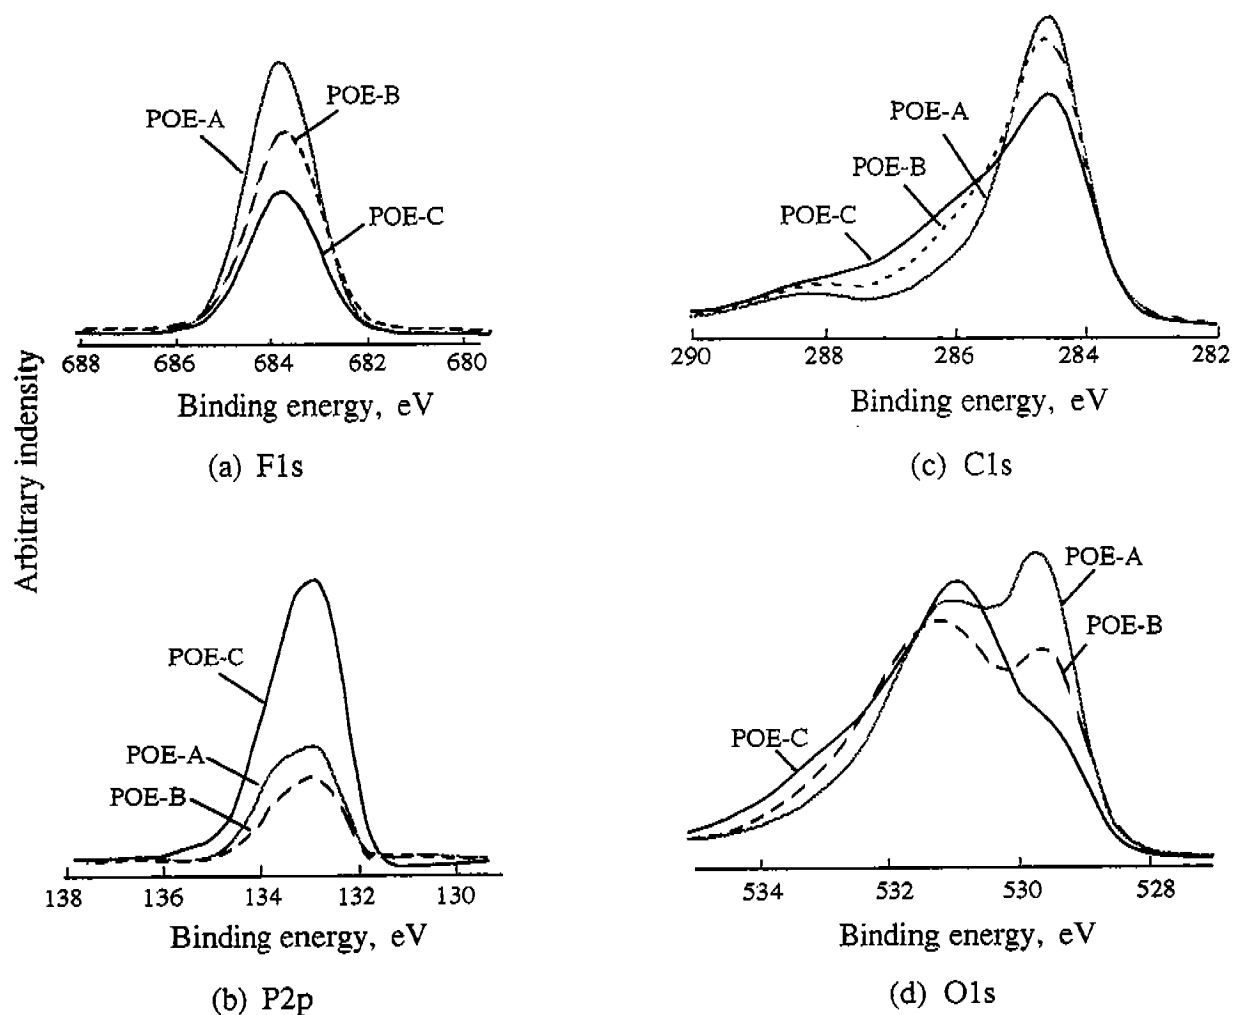 Arbitrary indensity
POE-A
POE-B
POE-C
688 686 684 682 680
Binding energy, eV
(a) F1s
POE-A
POE-B
POE-C
290 288 286 284 282
Binding energy, eV
(c) C1s
POE-C
POE-A
POE-B
138 136 134 132 130
Binding energy, eV
(b) P2p
POE-A
POE-B
POE-C
534 532 530 528
Binding energy, eV
(d) O1s